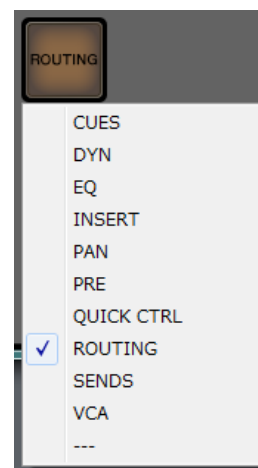 ROUTING
CUES
DYN
EQ
INSERT
PAN
PRE
QUICK CTRL
ROUTING
SENDS
VCA
---